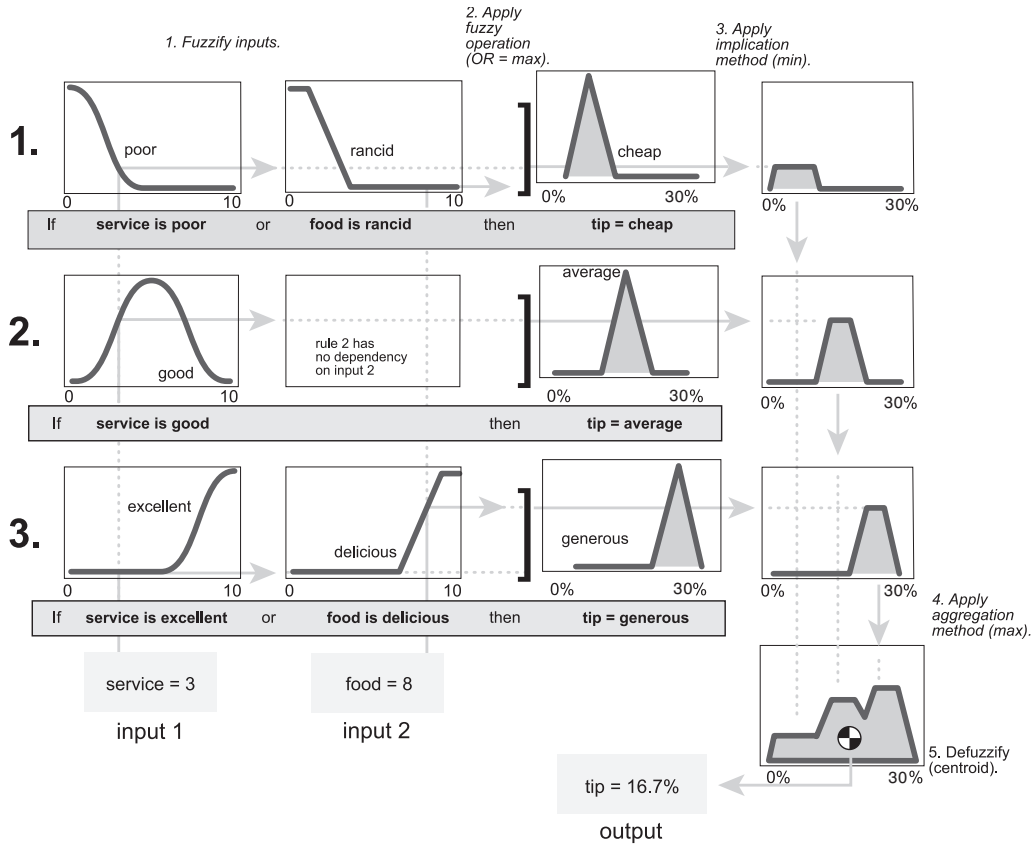 1. Fuzzify inputs.
2. Apply
fuzzy
operation
(OR = max).
3. Apply
implication
method (min).
1.
poor
0
10
rancid
0
10
cheap
0%
30%
0%
30%
If service is poor or food is rancid then tip = cheap
2.
good
0
10
rule 2 has
no dependency
on input 2
average
0%
30%
0%
30%
If service is good then tip = average
3.
excellent
0
10
delicious
0
10
generous
0%
30%
0%
30%
If service is excellent or food is delicious then tip = generous
4. Apply
aggregation
method (max).
service = 3
input 1
food = 8
input 2
0%
30%
5. Defuzzify
(centroid).
tip = 16.7%
output